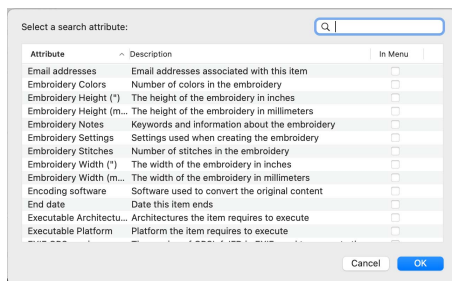 Select a search attribute:
Attribute Description In Menu
Email addresses Email addresses associated with this item
Embroidery Colors Number of colors in the embroidery
Embroidery Height (") The height of the embroidery in inches
Embroidery Height (m... The height of the embroidery in millimeters
Embroidery Notes Keywords and information about the embroidery
Embroidery Settings Settings used when creating the embroidery
Embroidery Stitches Number of stitches in the embroidery
Embroidery Width (") The width of the embroidery in inches
Embroidery Width (m... The width of the embroidery in millimeters
Encoding software Software used to convert the original content
End date Date this item ends
Executable Architectu... Architectures the item requires to execute
Executable Platform Platform the item requires to execute
Cancel OK